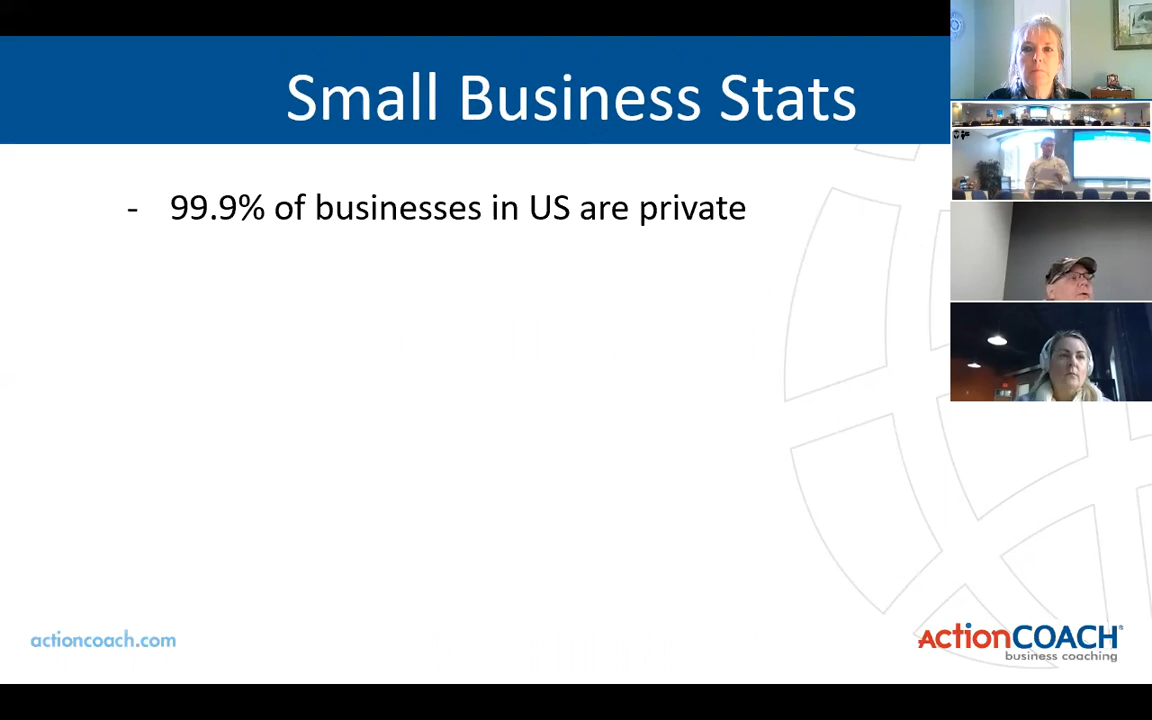 Small Business Stats
- 99.9% of businesses in US are private
actioncoach.com
actionCOACH®
business coaching